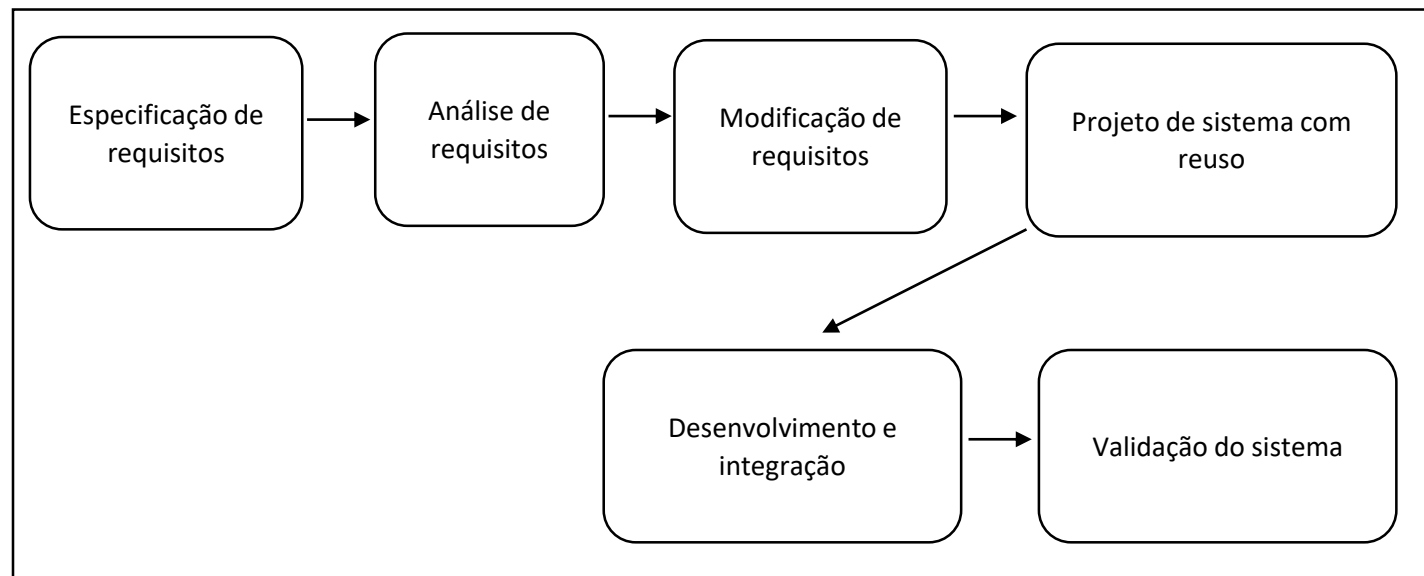 Especificação de
requisitos
Análise de
requisitos
Modificação de
requisitos
Projeto de sistema com
reuso
Desenvolvimento e
integração
Validação do sistema